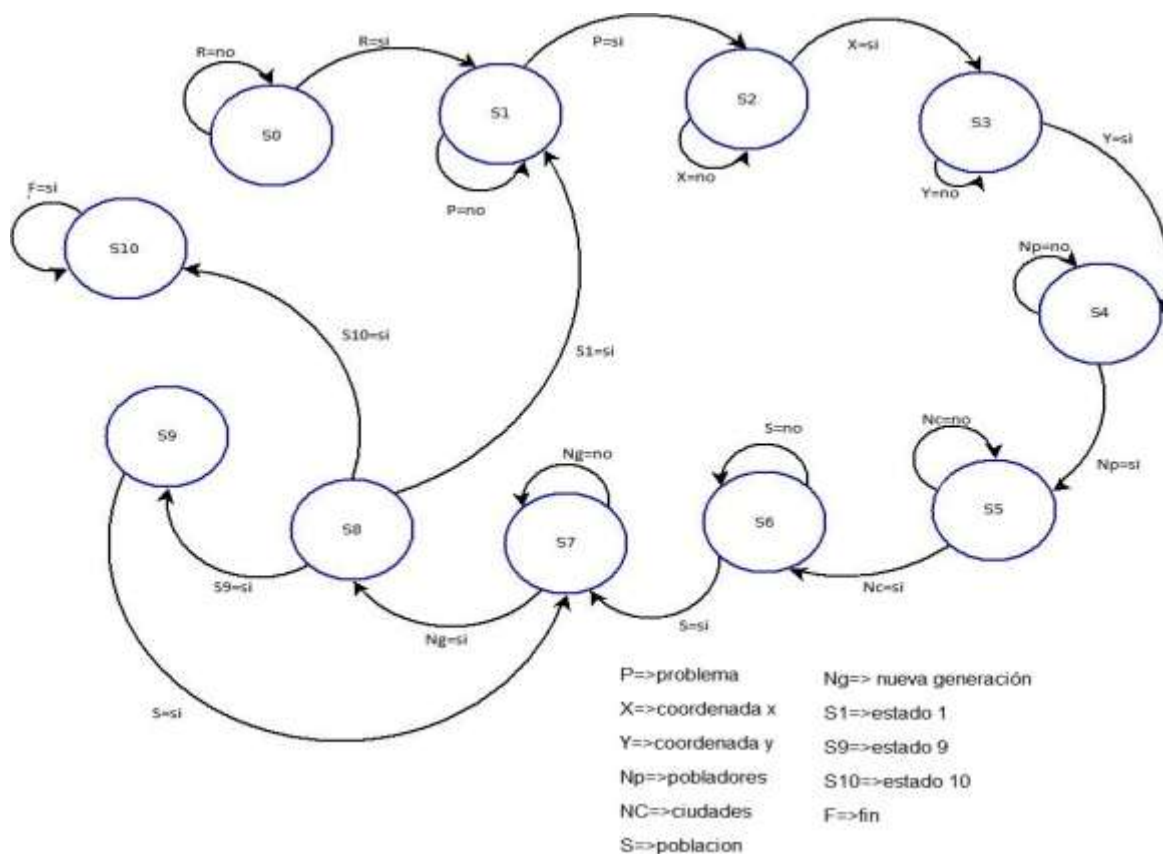 R=no
R=si
P=si
X=si
S0
S1
S2
S3
P=no
X=no
Y=no
Y=si
F=si
S10
Np=no
S4
S10=si
S1=si
Np=si
S9
S8
Ng=no
S7
S=no
S6
Nc=no
S5
S9=si
Ng=si
S=si
Nc=si
S=si
P=>problema
X=>coordenada x
Y=>coordenada y
Np=>pobladores
NC=>ciudades
S=>poblacion
Ng=> nueva generación
S1=>estado 1
S9=>estado 9
S10=>estado 10
F=>fin